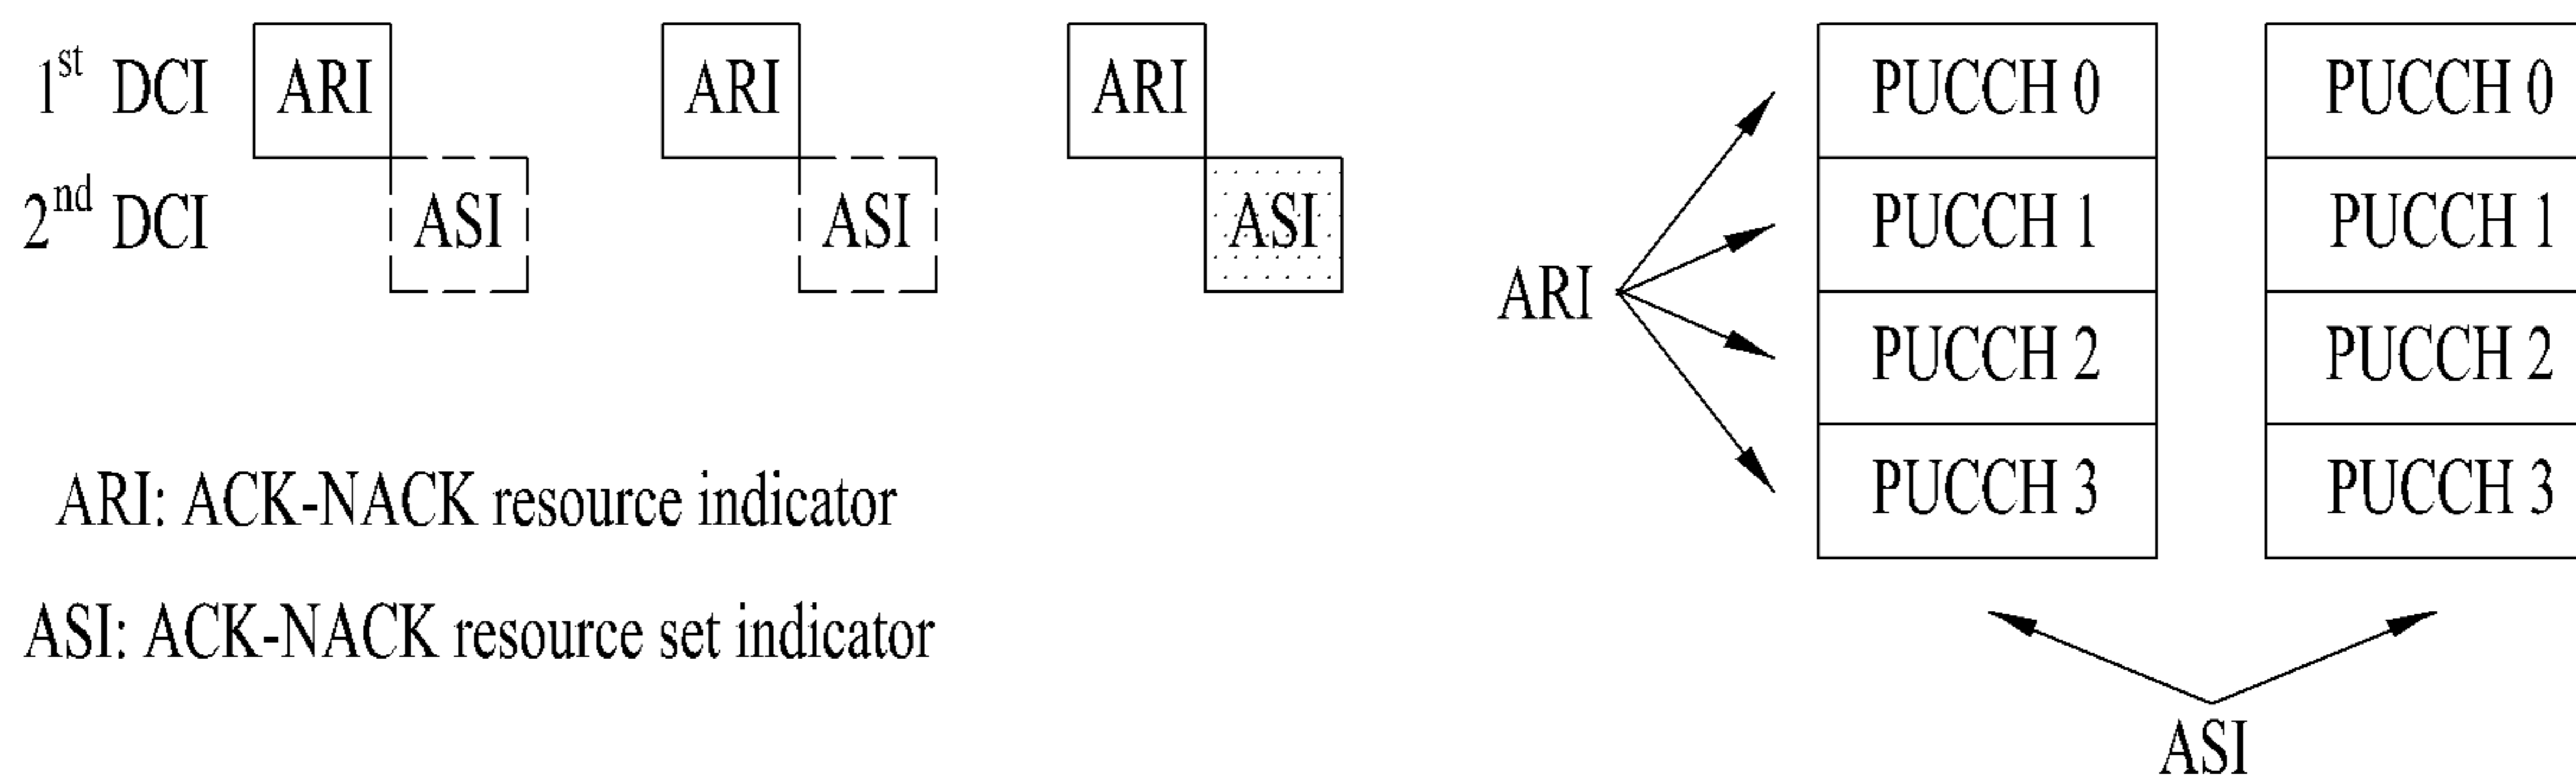 1st DCI ARI ARI ARI
2nd DCI ASI ASI ASI
ARI: ACK-NACK resource indicator
ASI: ACK-NACK resource set indicator
ARI
PUCCH 0 PUCCH 0
PUCCH 1 PUCCH 1
PUCCH 2 PUCCH 2
PUCCH 3 PUCCH 3
ASI